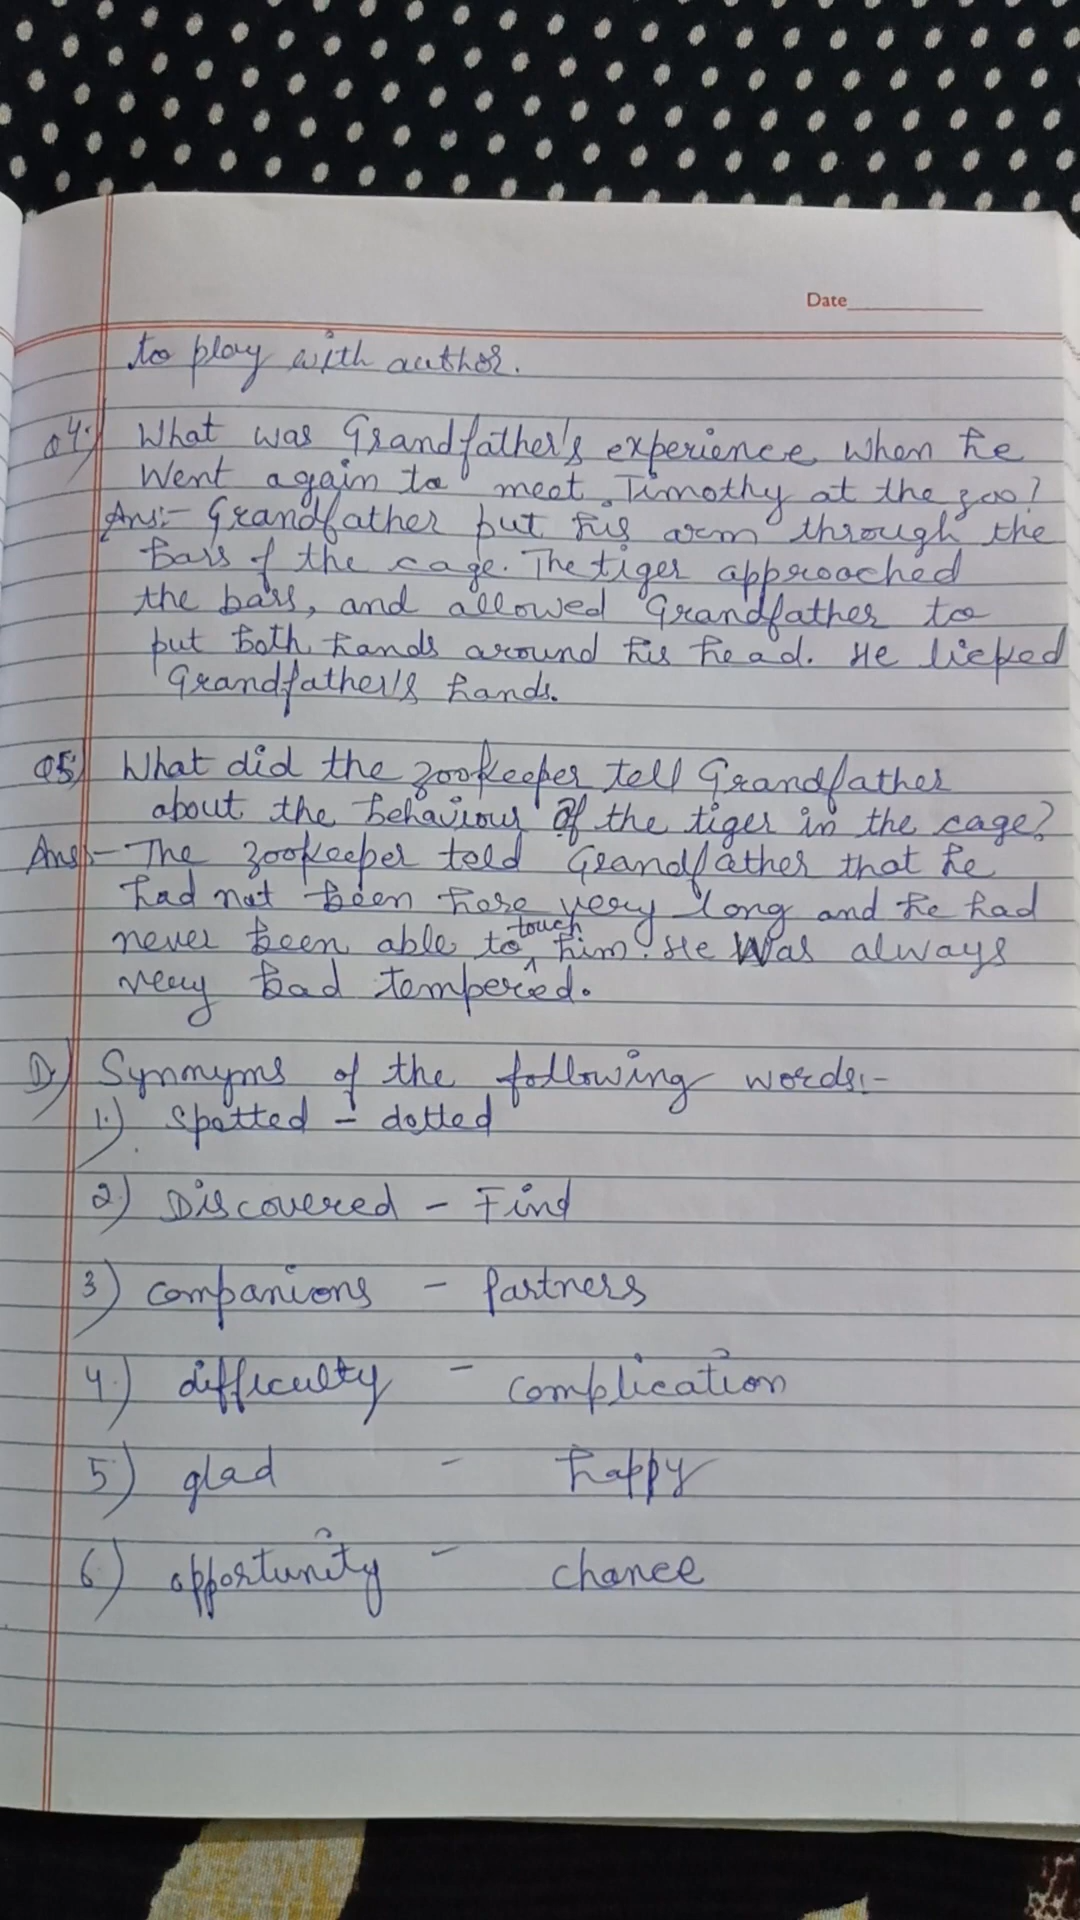 Date
to play with author.
Q4) What was Grandfather's experience when he
Went again to meet Timothy at the zoo?
Ans:- Grandfather put his arm through the
bars of the cage. The tiger approached
the bars, and allowed Grandfather to
put both hands around his head. He licked
Grandfather's hands.
Q5) What did the zookeeper tell Grandfather
about the behaviour of the tiger in the cage?
Ans:- The zookeeper told Grandfather that he
had not been here very long and he had
never been able to touch him. He Was always
very bad tempered.
D) Synonyms of the following words:-
1.) Spotted - dotted
2) Discovered - Find
3) companions - Partners
4.) difficulty - complication
5) glad - happy
6) opportunity - chance